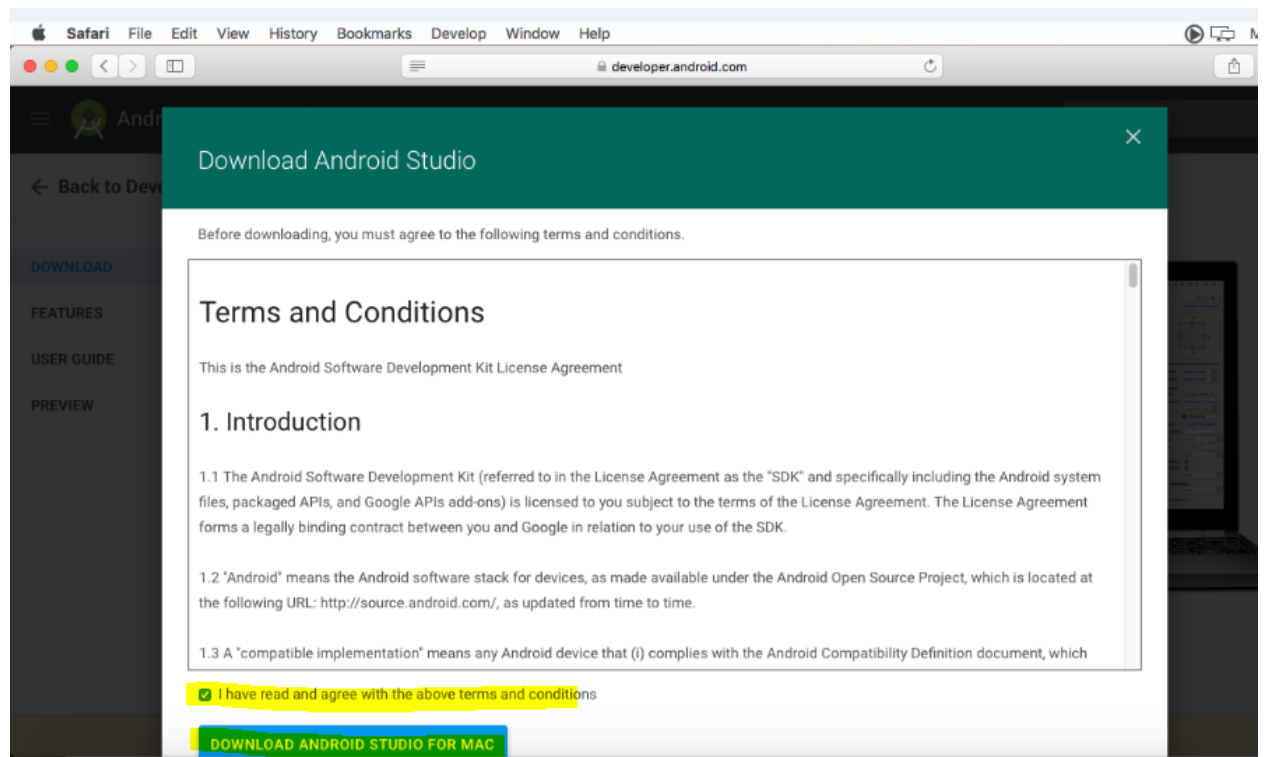 Safari File Edit View History Bookmarks Develop Window Help
developer.android.com
Andr
← Back to Deve
Download Android Studio
Before downloading, you must agree to the following terms and conditions.
DOWNLOAD
FEATURES
USER GUIDE
PREVIEW
Terms and Conditions
This is the Android Software Development Kit License Agreement
1. Introduction
1.1 The Android Software Development Kit (referred to in the License Agreement as the "SDK" and specifically including the Android system
files, packaged APIs, and Google APIs add-ons) is licensed to you subject to the terms of the License Agreement. The License Agreement
forms a legally binding contract between you and Google in relation to your use of the SDK.
1.2 "Android" means the Android software stack for devices, as made available under the Android Open Source Project, which is located at
the following URL: http://source.android.com/, as updated from time to time.
1.3 A "compatible implementation" means any Android device that (i) complies with the Android Compatibility Definition document, which
I have read and agree with the above terms and conditions
DOWNLOAD ANDROID STUDIO FOR MAC